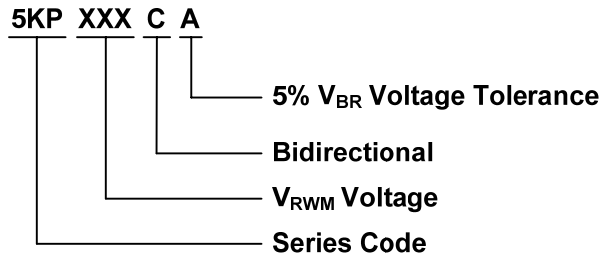 5KP XXX C A
5% VBR Voltage Tolerance
Bidirectional
VRWM Voltage
Series Code